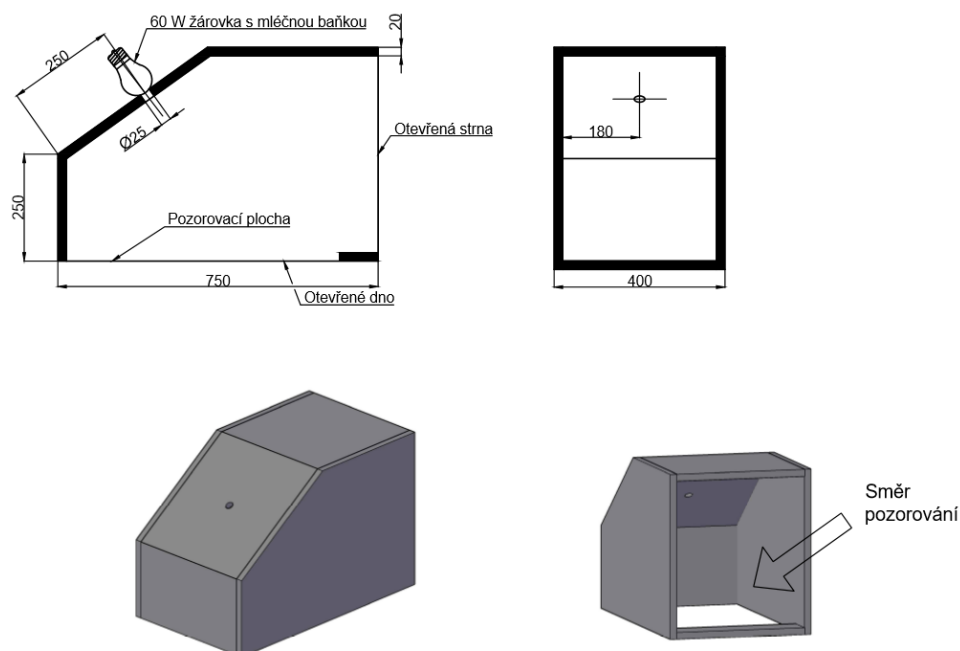 60 W žárovka s mléčnou baňkou
20
250
Ø25
Otevřená strna
180
250
Pozorovací plocha
750
400
Otevřené dno
Směr
pozorování